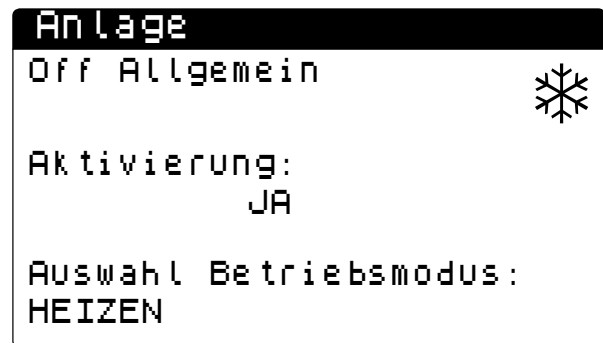 Anlage
Off Allgemein
Aktivierung:
JA
Auswahl Betriebsmodus:
HEIZEN